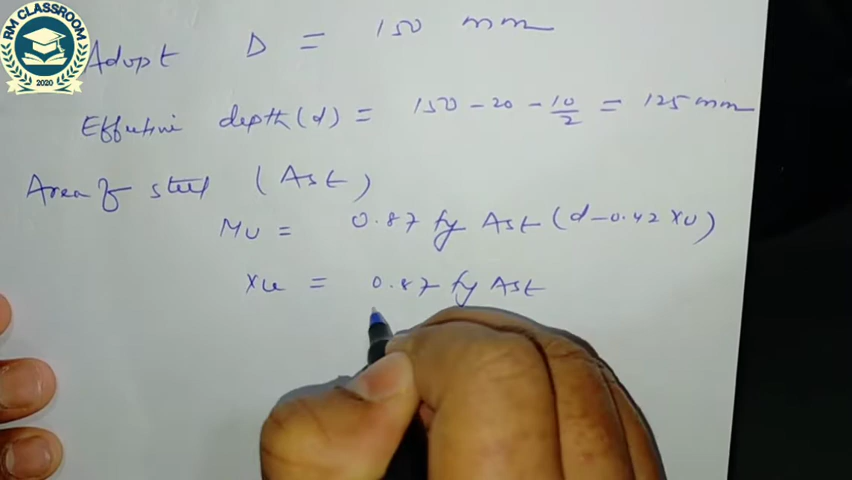 RM CLASSROOM
2020
Adopt D = 150 mm
Effective depth (d) = 150 - 20 - 10/2 = 125 mm
Area of steel (Ast)
Mu = 0.87 fy Ast (d - 0.42 xu)
xu = 0.87 fy Ast